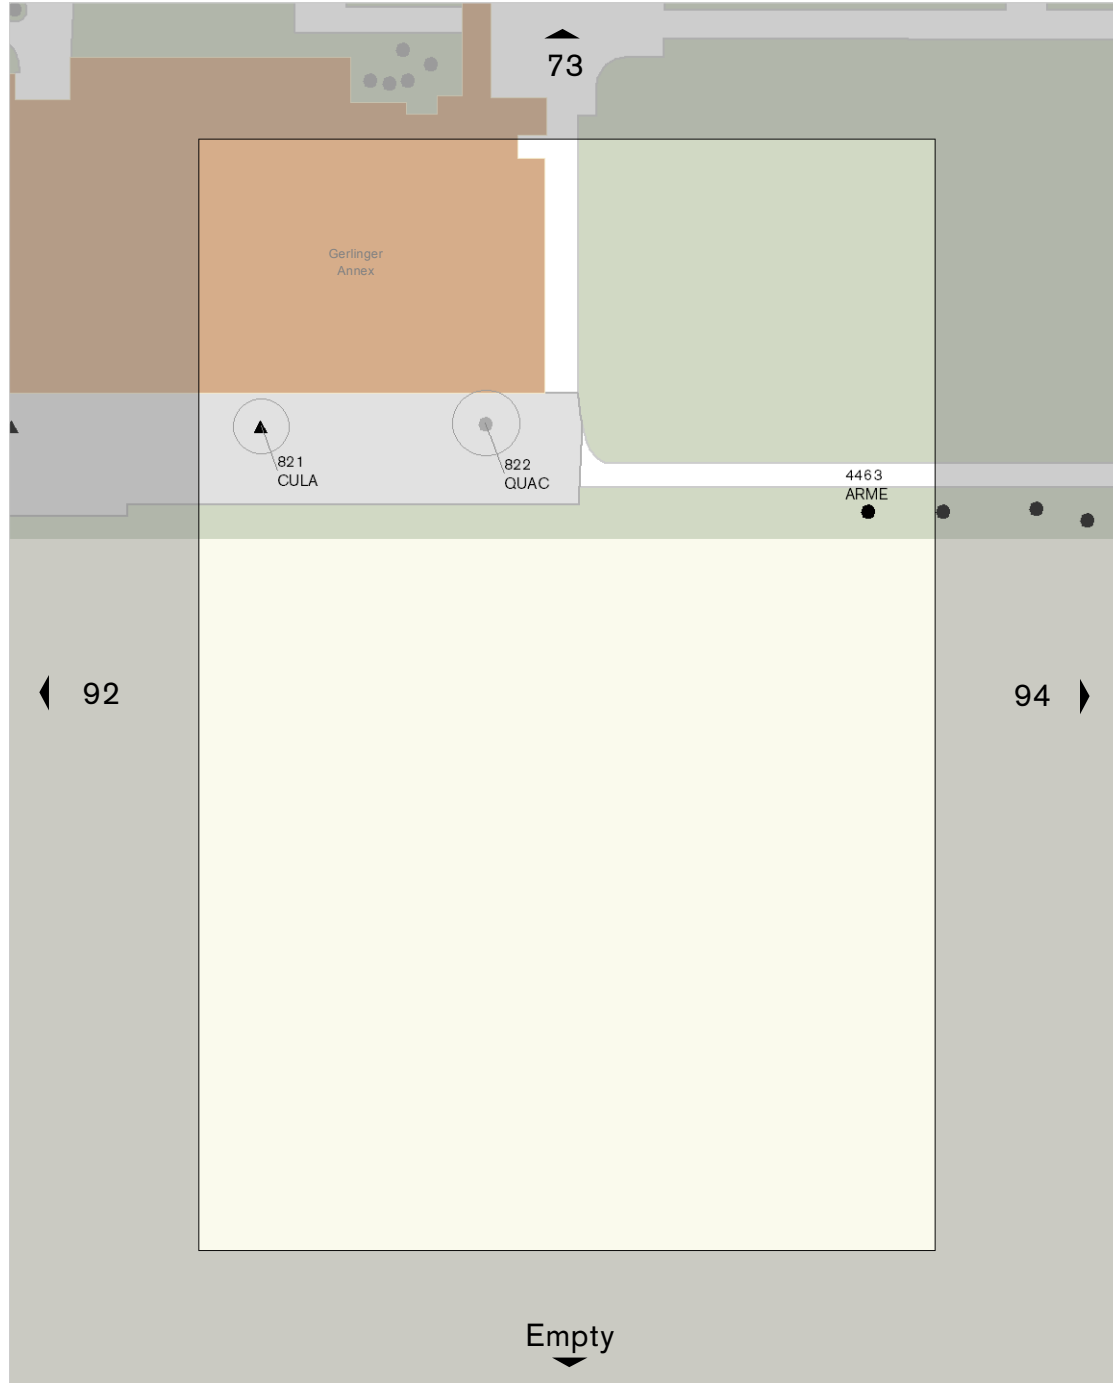 73
Gerlinger
Annex
821
CULA
822
QUAC
4463
ARME
92
94
Empty